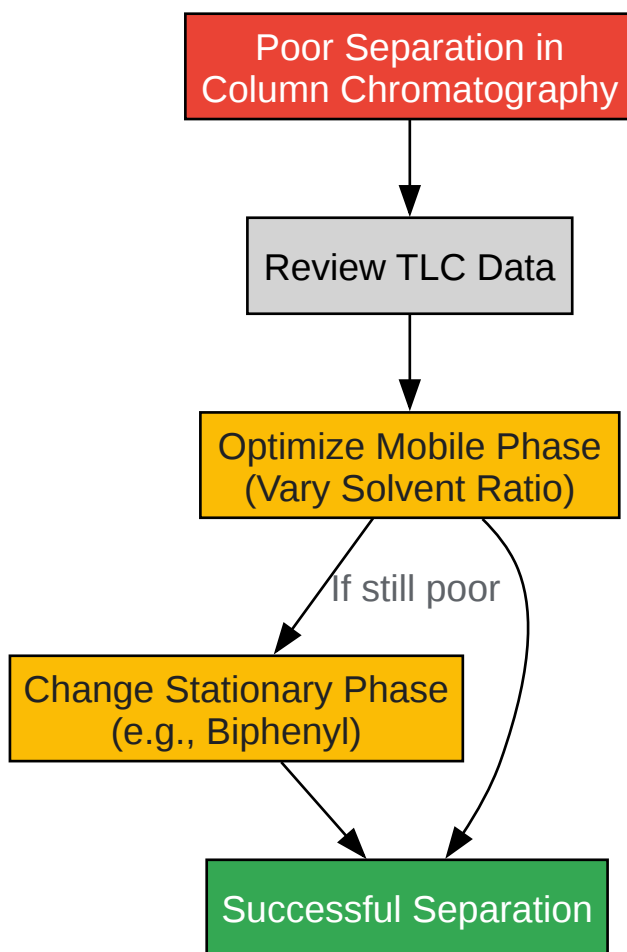 Poor Separation in
Column Chromatography
Review TLC Data
Optimize Mobile Phase
(Vary Solvent Ratio)
If still poor
Change Stationary Phase
(e.g., Biphenyl)
Successful Separation